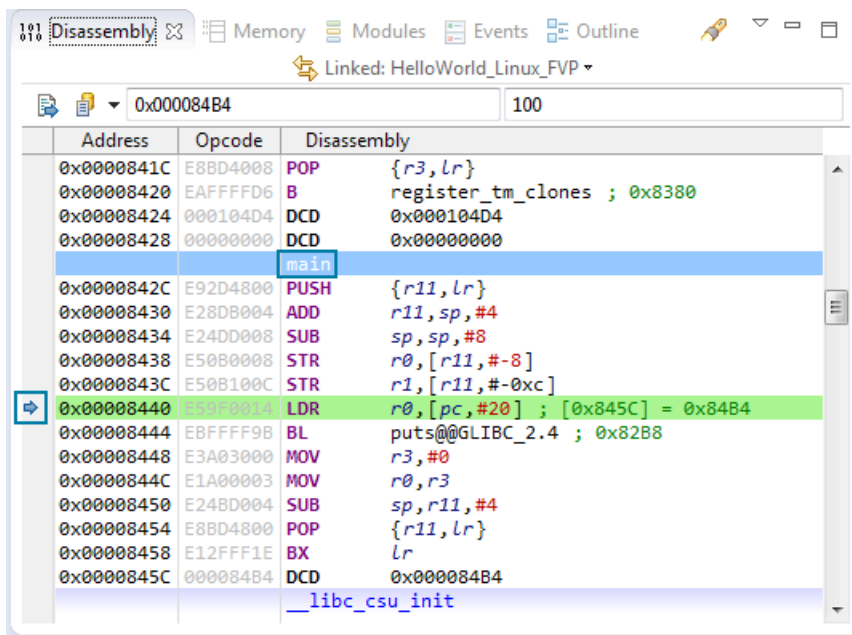 Disassembly Memory Modules Events Outline
Linked: HelloWorld_Linux_FVP
0x000084B4 100
Address Opcode Disassembly
0x0000841C E8BD4008 POP {r3,lr}
0x00008420 EAFFFFD6 B register_tm_clones ; 0x8380
0x00008424 000104D4 DCD 0x000104D4
0x00008428 00000000 DCD 0x00000000
main
0x0000842C E92D4800 PUSH {r11,lr}
0x00008430 E28DB004 ADD r11,sp,#4
0x00008434 E24DD008 SUB sp,sp,#8
0x00008438 E50B0008 STR r0,[r11,#-8]
0x0000843C E50B100C STR r1,[r11,#-0xc]
0x00008440 E59F0014 LDR r0,[pc,#20] ; [0x845C] = 0x84B4
0x00008444 EBFFFF9B BL puts@@GLIBC_2.4 ; 0x82B8
0x00008448 E3A03000 MOV r3,#0
0x0000844C E1A00003 MOV r0,r3
0x00008450 E24BD004 SUB sp,r11,#4
0x00008454 E8BD4800 POP {r11,lr}
0x00008458 E12FFF1E BX lr
0x0000845C 000084B4 DCD 0x000084B4
__libc_csu_init